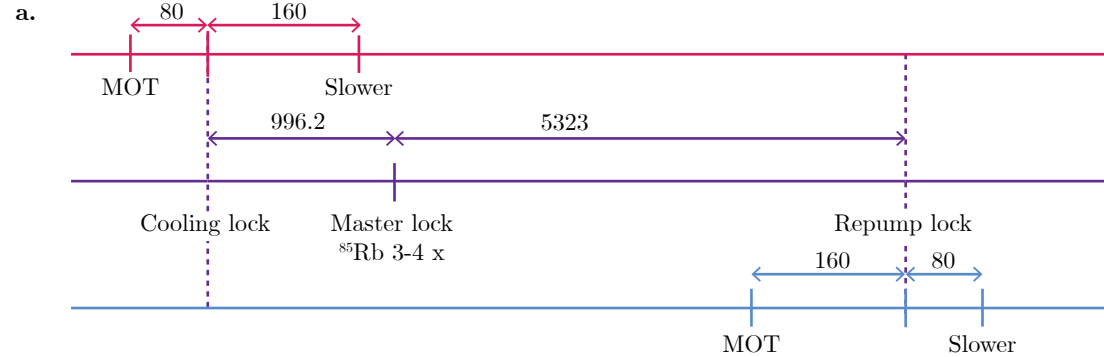 a.
80
160
MOT
Slower
996.2
5323
Cooling lock
Master lock
⁸⁵Rb 3-4 x
Repump lock
160
80
MOT
Slower